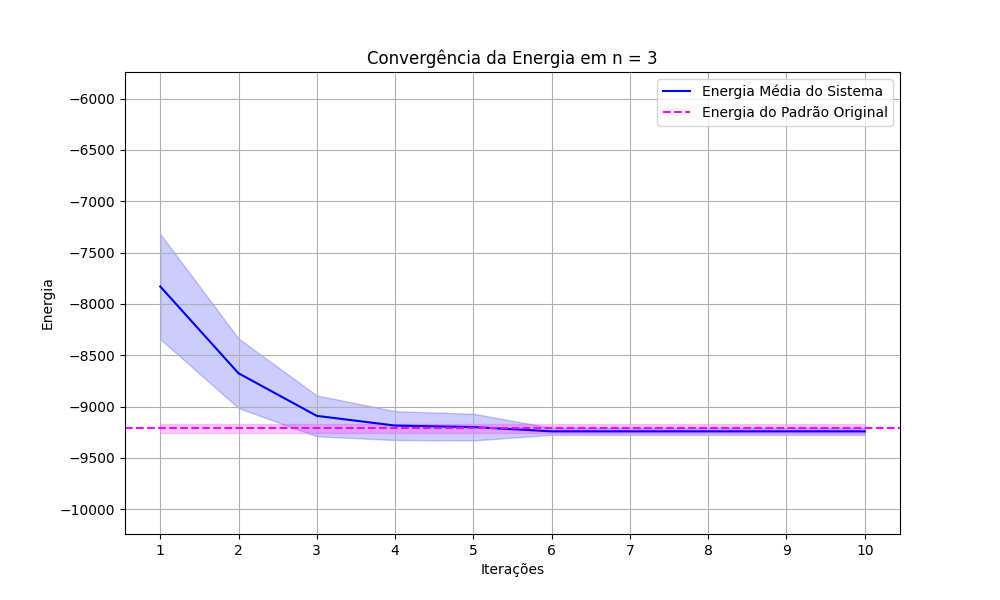 Convergência da Energia em n = 3
Energia Média do Sistema
Energia do Padrão Original
Energia
−6000
−6500
−7000
−7500
−8000
−8500
−9000
−9500
−10000
1 2 3 4 5 6 7 8 9 10
Iterações